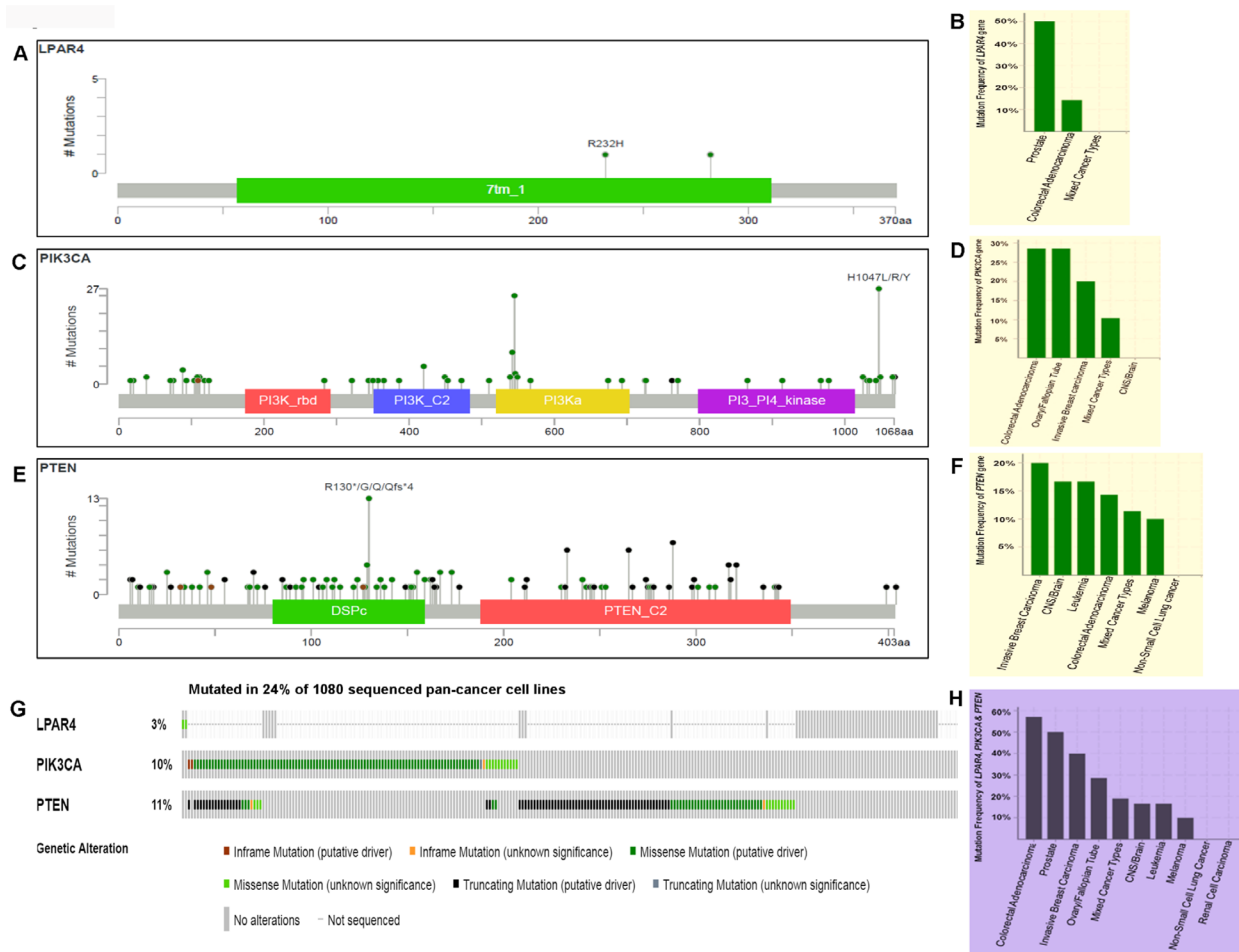 A
LPAR4
# Mutations
5
0
R232H
7tm_1
0
100
200
300
370aa
B
Mutation Frequency of LPAR4 gene
50%
40%
30%
20%
10%
Prostate
Colorectal Adenocarcinoma
Mixed Cancer Types
C
PIK3CA
# Mutations
27
0
H1047L/R/Y
PI3K_rbd
PI3K_C2
PI3Ka
PI3_PI4_kinase
0
200
400
600
800
1000
1068aa
D
Mutation Frequency of PIK3CA gene
30%
25%
20%
15%
10%
5%
Colorectal Adenocarcinoma
Ovary/Fallopian Tube
Invasive Breast carcinoma
Mixed Cancer Types
CNS/Brain
E
PTEN
# Mutations
13
0
R130*/G/Q/Qfs*4
DSPc
PTEN_C2
0
100
200
300
403aa
F
Mutation Frequency of PTEN gene
20%
15%
10%
5%
Invasive Breast Carcinoma
CNS/Brain
Leukemia
Colorectal Adenocarcinoma
Mixed Cancer Types
Melanoma
Non-Small Cell Lung cancer
Mutated in 24% of 1080 sequenced pan-cancer cell lines
G
LPAR4 3%
PIK3CA 10%
PTEN 11%
Genetic Alteration
Inframe Mutation (putative driver) Inframe Mutation (unknown significance) Missense Mutation (putative driver)
Missense Mutation (unknown significance) Truncating Mutation (putative driver) Truncating Mutation (unknown significance)
No alterations Not sequenced
H
Mutation Frequency of LPAR4, PIK3CA & PTEN
60%
50%
40%
30%
20%
10%
Colorectal Adenocarcinoma
Prostate
Invasive Breast Carcinoma
Ovary/Fallopian Tube
Mixed Cancer Types
CNS/Brain
Leukemia
Melanoma
Non-Small Cell Lung Cancer
Renal Cell Carcinoma